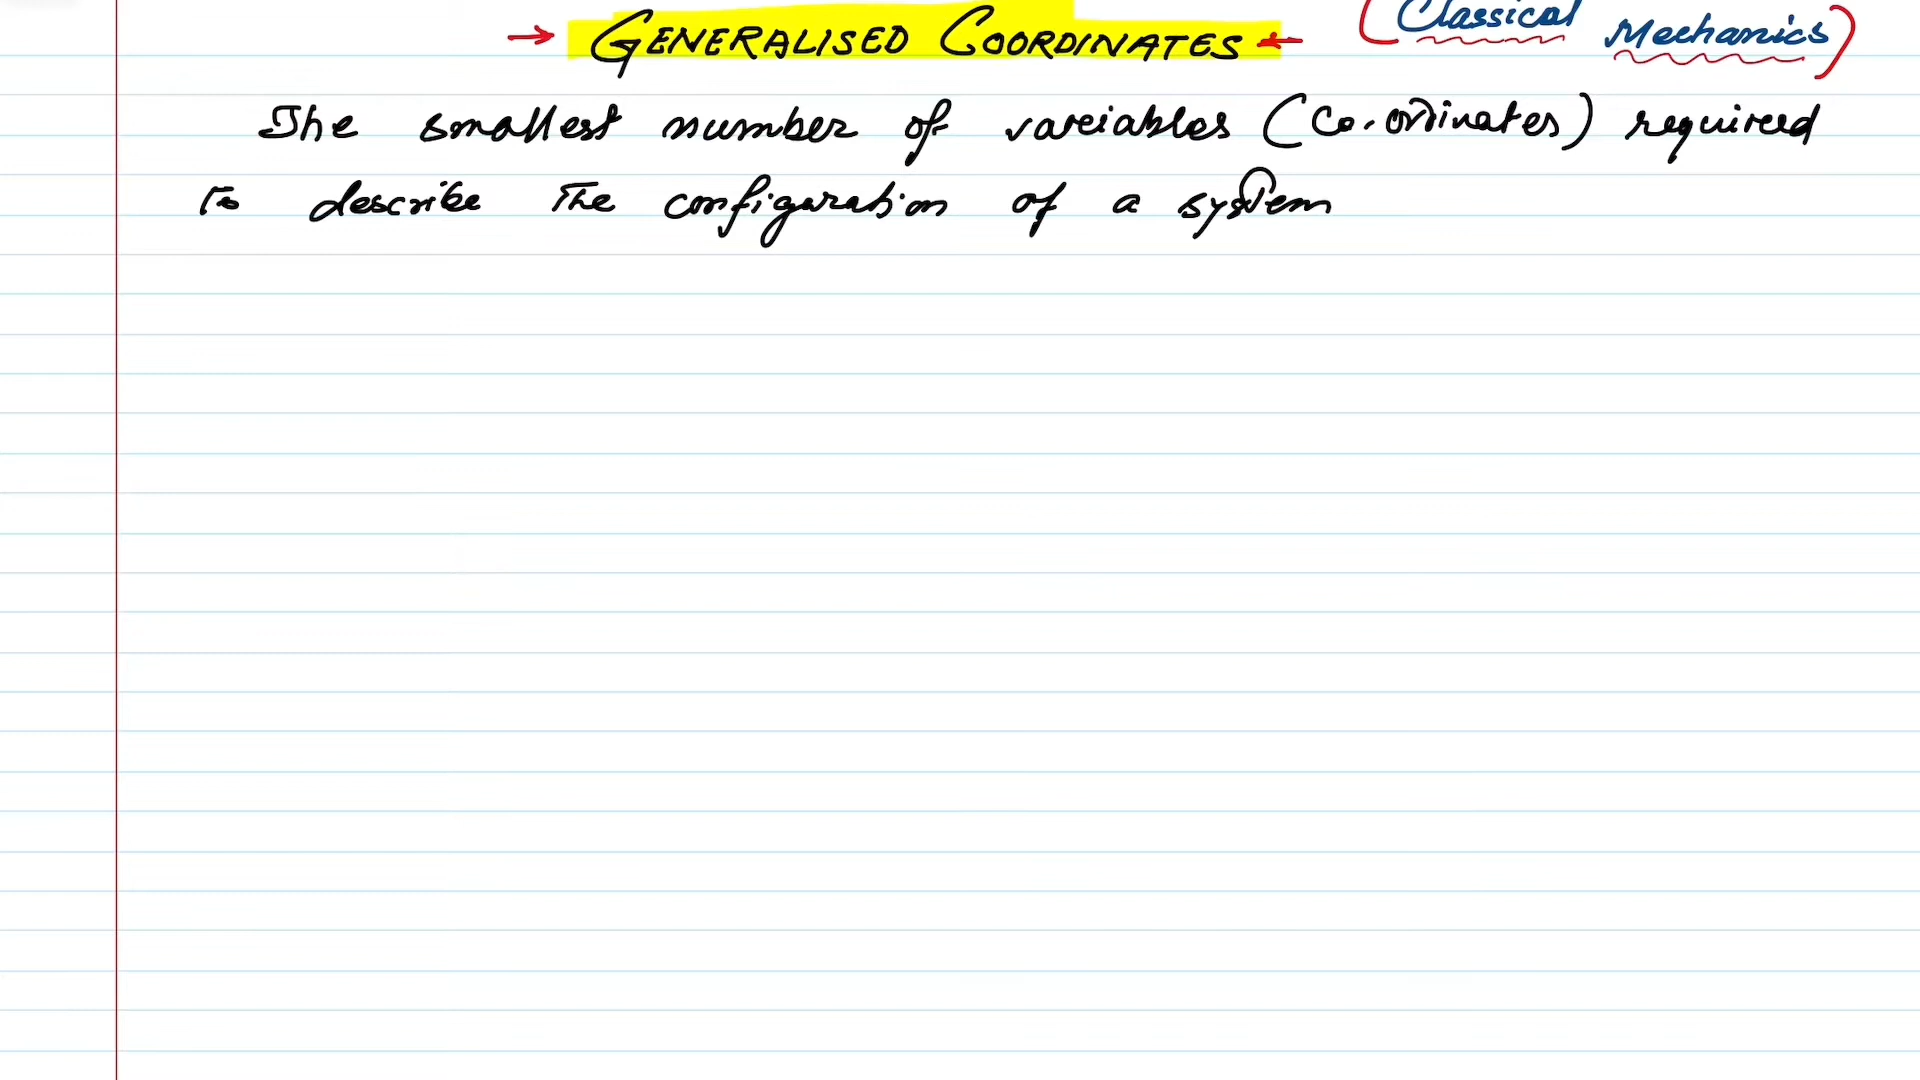 → GENERALISED COORDINATES ← (Classical Mechanics)
The smallest number of variables (Co-ordinates) required
to describe the configuration of a system